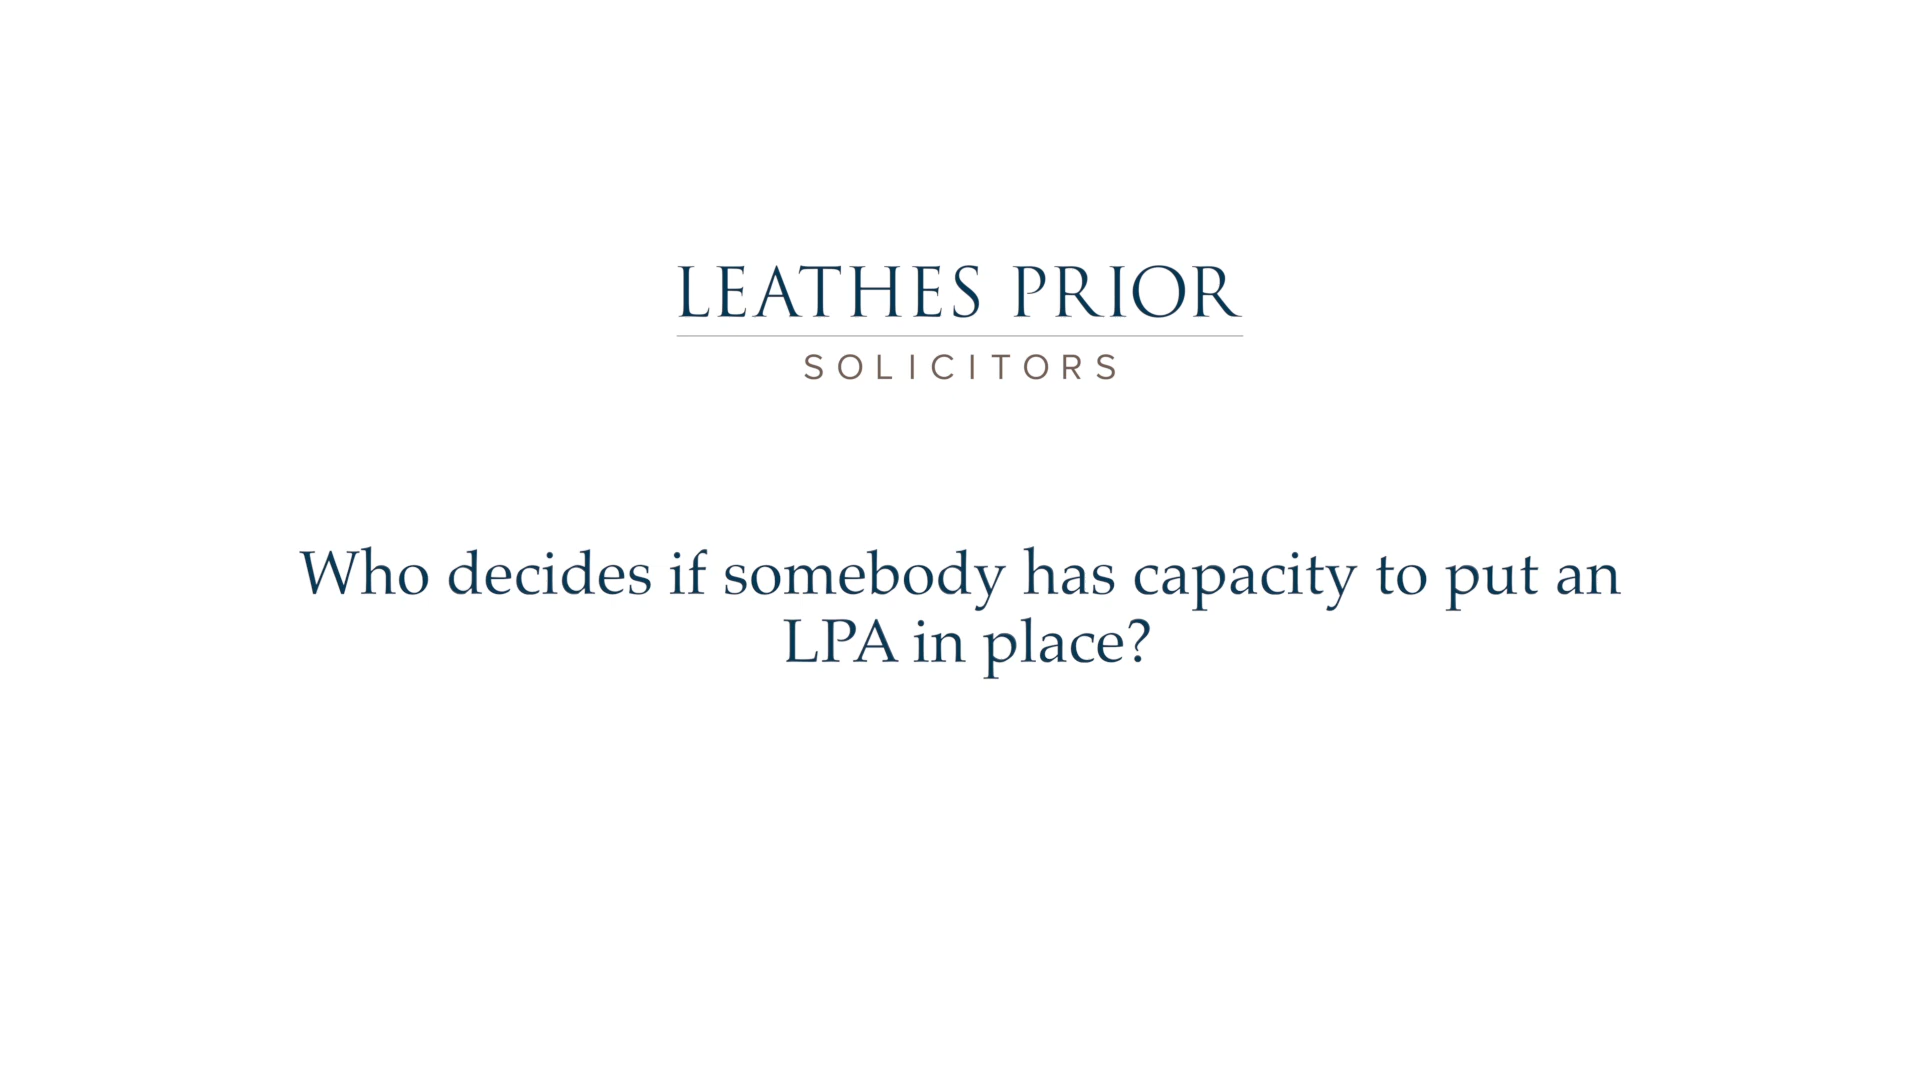 LEATHES PRIOR
SOLICITORS
Who decides if somebody has capacity to put an
LPA in place?